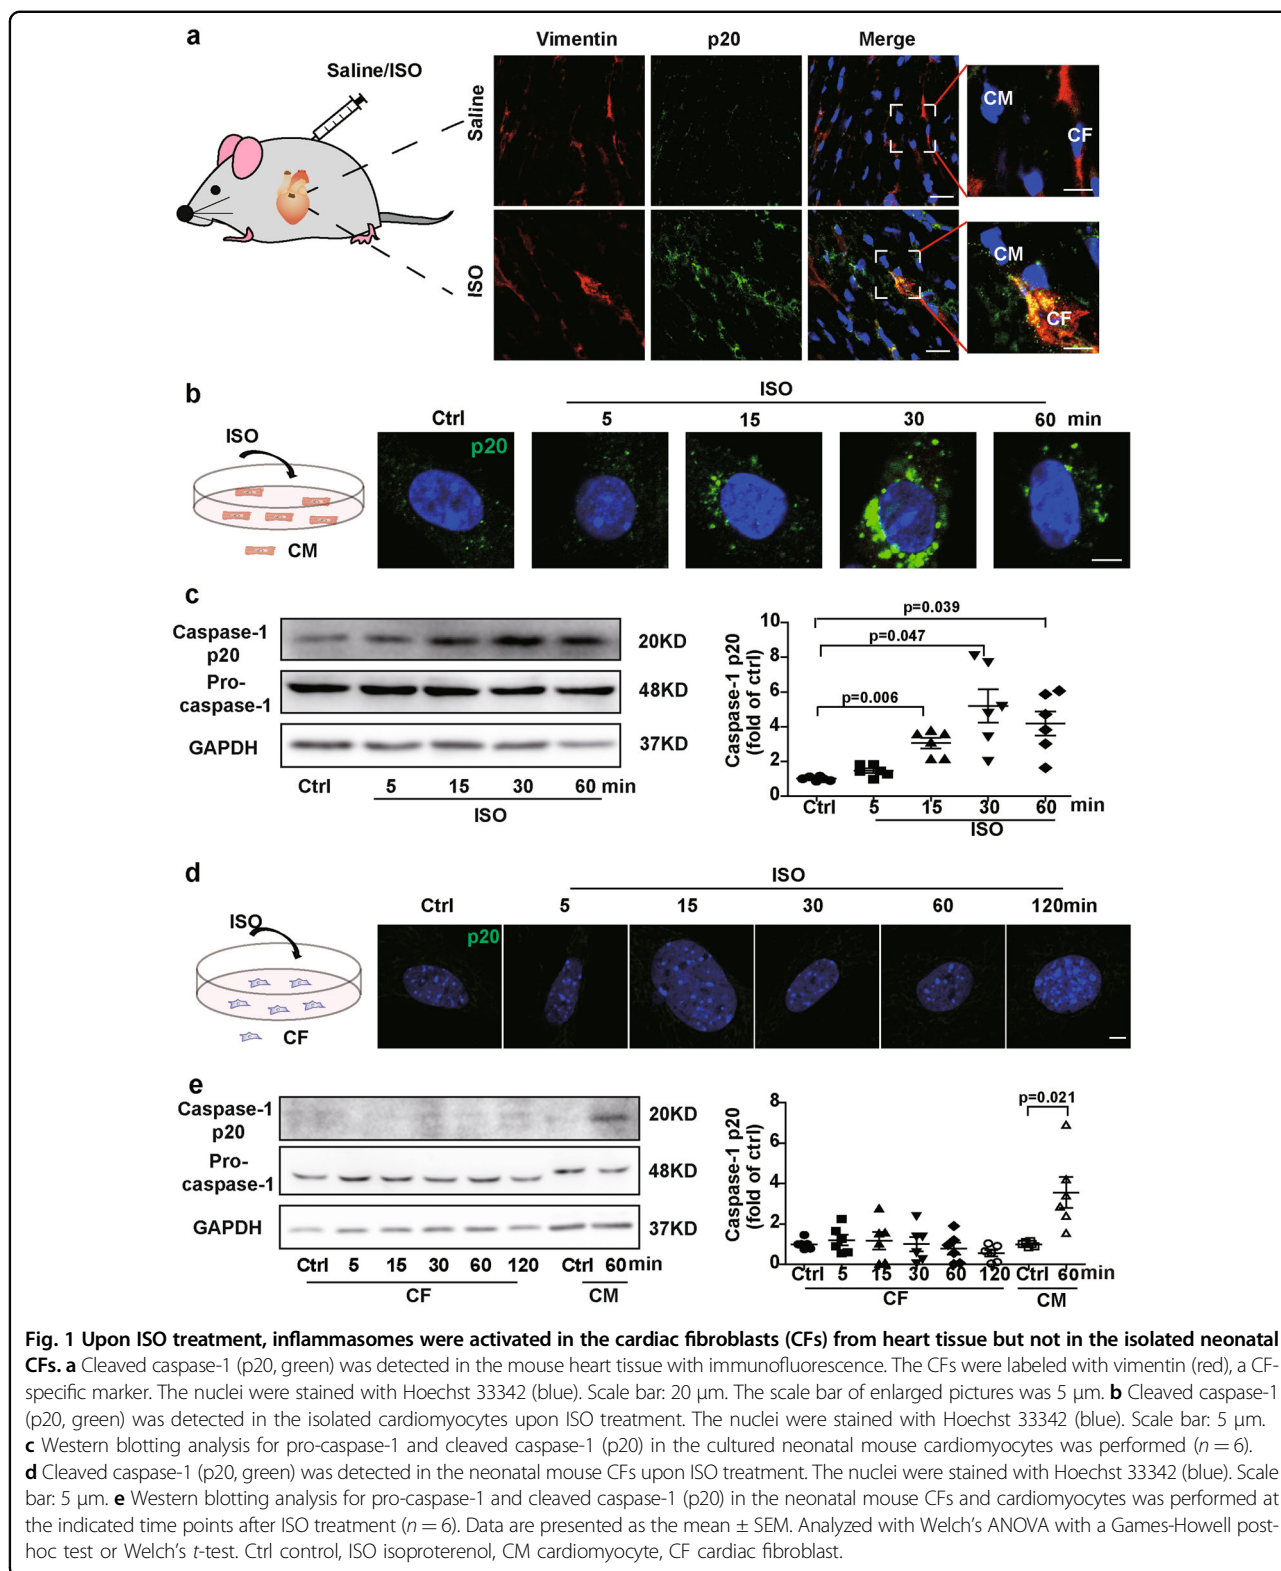 a
Vimentin p20 Merge
Saline/ISO
Saline
CM
CF
ISO
CM
CF
b
ISO
Ctrl 5 15 30 60 min
ISO
p20
CM
c
Caspase-1
p20
20KD
Pro-
caspase-1
48KD
GAPDH
37KD
Ctrl 5 15 30 60 min
ISO
Caspase-1 p20
(fold of ctrl)
10
8
6
4
2
0
p=0.039
p=0.047
p=0.006
Ctrl 5 15 30 60 min
ISO
d
ISO
Ctrl 5 15 30 60 120min
ISO
p20
CF
e
Caspase-1
p20
20KD
Pro-
caspase-1
48KD
GAPDH
37KD
Ctrl 5 15 30 60 120 Ctrl 60 min
CF CM
Caspase-1 p20
(fold of ctrl)
8
6
4
2
0
p=0.021
Ctrl 5 15 30 60 120 Ctrl 60 min
CF CM
Fig. 1 Upon ISO treatment, inflammasomes were activated in the cardiac fibroblasts (CFs) from heart tissue but not in the isolated neonatal
CFs. a Cleaved caspase-1 (p20, green) was detected in the mouse heart tissue with immunofluorescence. The CFs were labeled with vimentin (red), a CF-
specific marker. The nuclei were stained with Hoechst 33342 (blue). Scale bar: 20 μm. The scale bar of enlarged pictures was 5 μm. b Cleaved caspase-1
(p20, green) was detected in the isolated cardiomyocytes upon ISO treatment. The nuclei were stained with Hoechst 33342 (blue). Scale bar: 5 μm.
c Western blotting analysis for pro-caspase-1 and cleaved caspase-1 (p20) in the cultured neonatal mouse cardiomyocytes was performed (n = 6).
d Cleaved caspase-1 (p20, green) was detected in the neonatal mouse CFs upon ISO treatment. The nuclei were stained with Hoechst 33342 (blue). Scale
bar: 5 μm. e Western blotting analysis for pro-caspase-1 and cleaved caspase-1 (p20) in the neonatal mouse CFs and cardiomyocytes was performed at
the indicated time points after ISO treatment (n = 6). Data are presented as the mean ± SEM. Analyzed with Welch's ANOVA with a Games-Howell post-
hoc test or Welch's t-test. Ctrl control, ISO isoproterenol, CM cardiomyocyte, CF cardiac fibroblast.